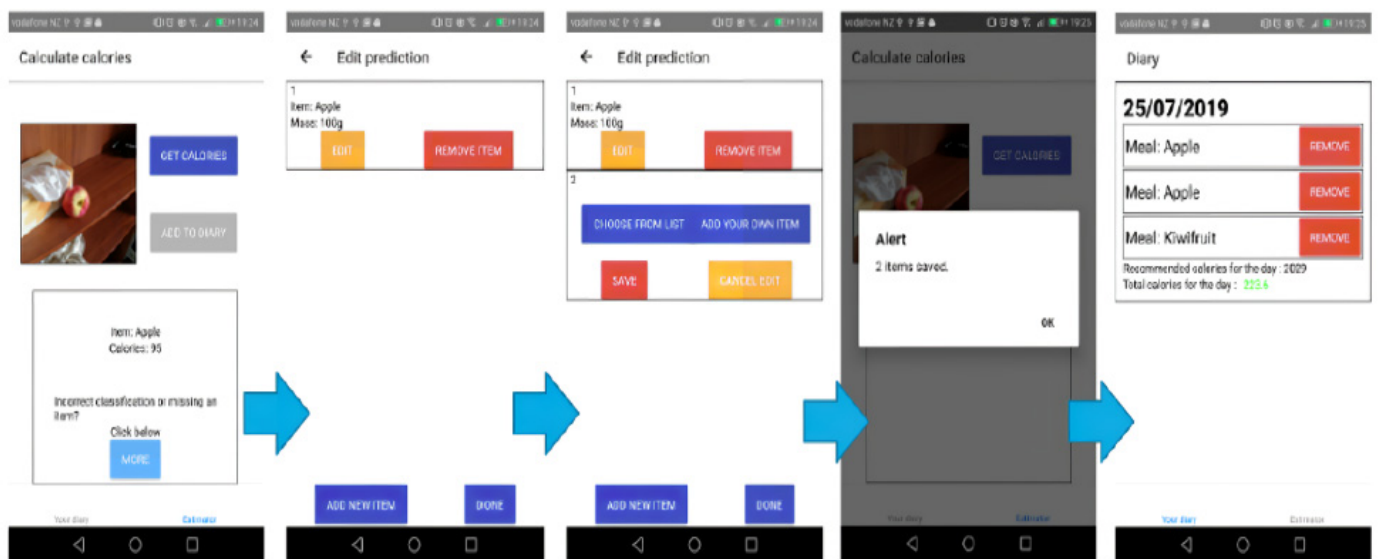 vodafone NZ
19:24
Calculate calories
GET CALORIES
ADD TO DIARY
Item: Apple
Calories: 95
Incorrect classification or missing an
item?
Click below
MORE
Your diary
Estimator
vodafone NZ
19:24
Edit prediction
1
Item: Apple
Mass: 100g
EDIT
REMOVE ITEM
ADD NEW ITEM
DONE
vodafone NZ
19:24
Edit prediction
1
Item: Apple
Mass: 100g
EDIT
REMOVE ITEM
2
CHOOSE FROM LIST
ADD YOUR OWN ITEM
SAVE
CANCEL EDIT
ADD NEW ITEM
DONE
vodafone NZ
19:25
Calculate calories
GET CALORIES
Alert
2 items saved.
OK
Your diary
Estimator
vodafone NZ
19:25
Diary
25/07/2019
Meal: Apple
REMOVE
Meal: Apple
REMOVE
Meal: Kiwifruit
REMOVE
Recommended calories for the day : 2029
Total calories for the day : 223.6
Your diary
Estimator